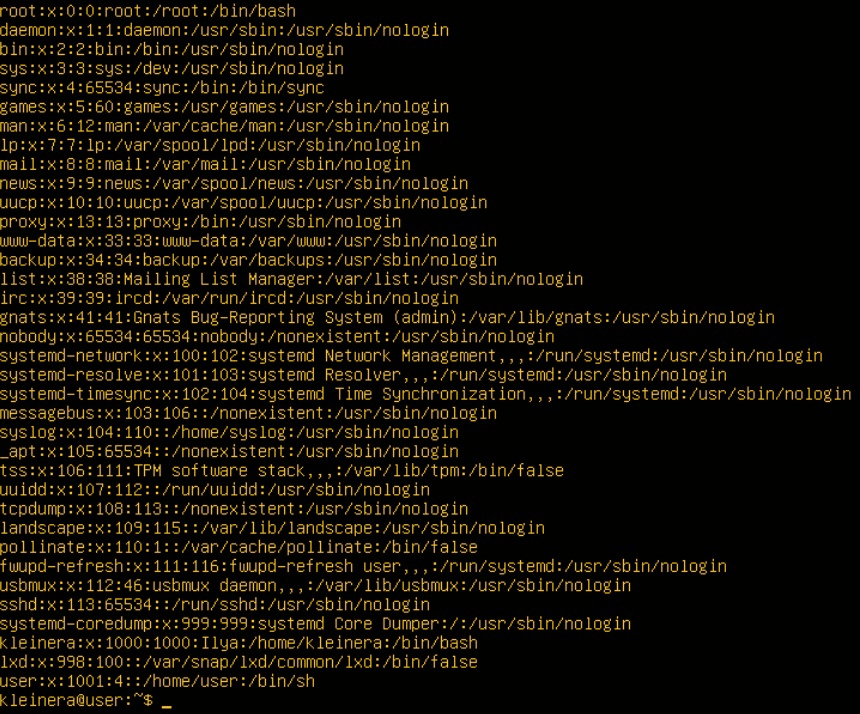 root:x:0:0:root:/root:/bin/bash
daemon:x:1:1:daemon:/usr/sbin:/usr/sbin/nologin
bin:x:2:2:bin:/bin:/usr/sbin/nologin
sys:x:3:3:sys:/dev:/usr/sbin/nologin
sync:x:4:65534:sync:/bin:/bin/sync
games:x:5:60:games:/usr/games:/usr/sbin/nologin
man:x:6:12:man:/var/cache/man:/usr/sbin/nologin
lp:x:7:7:lp:/var/spool/lpd:/usr/sbin/nologin
mail:x:8:8:mail:/var/mail:/usr/sbin/nologin
news:x:9:9:news:/var/spool/news:/usr/sbin/nologin
uucp:x:10:10:uucp:/var/spool/uucp:/usr/sbin/nologin
proxy:x:13:13:proxy:/bin:/usr/sbin/nologin
www-data:x:33:33:www-data:/var/www:/usr/sbin/nologin
backup:x:34:34:backup:/var/backups:/usr/sbin/nologin
list:x:38:38:Mailing List Manager:/var/list:/usr/sbin/nologin
irc:x:39:39:ircd:/var/run/ircd:/usr/sbin/nologin
gnats:x:41:41:Gnats Bug-Reporting System (admin):/var/lib/gnats:/usr/sbin/nologin
nobody:x:65534:65534:nobody:/nonexistent:/usr/sbin/nologin
systemd-network:x:100:102:systemd Network Management,,,:/run/systemd:/usr/sbin/nologin
systemd-resolve:x:101:103:systemd Resolver,,,:/run/systemd:/usr/sbin/nologin
systemd-timesync:x:102:104:systemd Time Synchronization,,,:/run/systemd:/usr/sbin/nologin
messagebus:x:103:106::/nonexistent:/usr/sbin/nologin
syslog:x:104:110::/home/syslog:/usr/sbin/nologin
_apt:x:105:65534::/nonexistent:/usr/sbin/nologin
tss:x:106:111:TPM software stack,,,:/var/lib/tpm:/bin/false
uuidd:x:107:112::/run/uuidd:/usr/sbin/nologin
tcpdump:x:108:113::/nonexistent:/usr/sbin/nologin
landscape:x:109:115::/var/lib/landscape:/usr/sbin/nologin
pollinate:x:110:1::/var/cache/pollinate:/bin/false
fwupd-refresh:x:111:116:fwupd-refresh user,,,:/run/systemd:/usr/sbin/nologin
usbmux:x:112:46:usbmux daemon,,,:/var/lib/usbmux:/usr/sbin/nologin
sshd:x:113:65534::/run/sshd:/usr/sbin/nologin
systemd-coredump:x:999:999:systemd Core Dumper:/:/usr/sbin/nologin
kleinera:x:1000:1000:Ilya:/home/kleinera:/bin/bash
lxd:x:998:100::/var/snap/lxd/common/lxd:/bin/false
user:x:1001:4::/home/user:/bin/sh
kleinera@user:~$ _